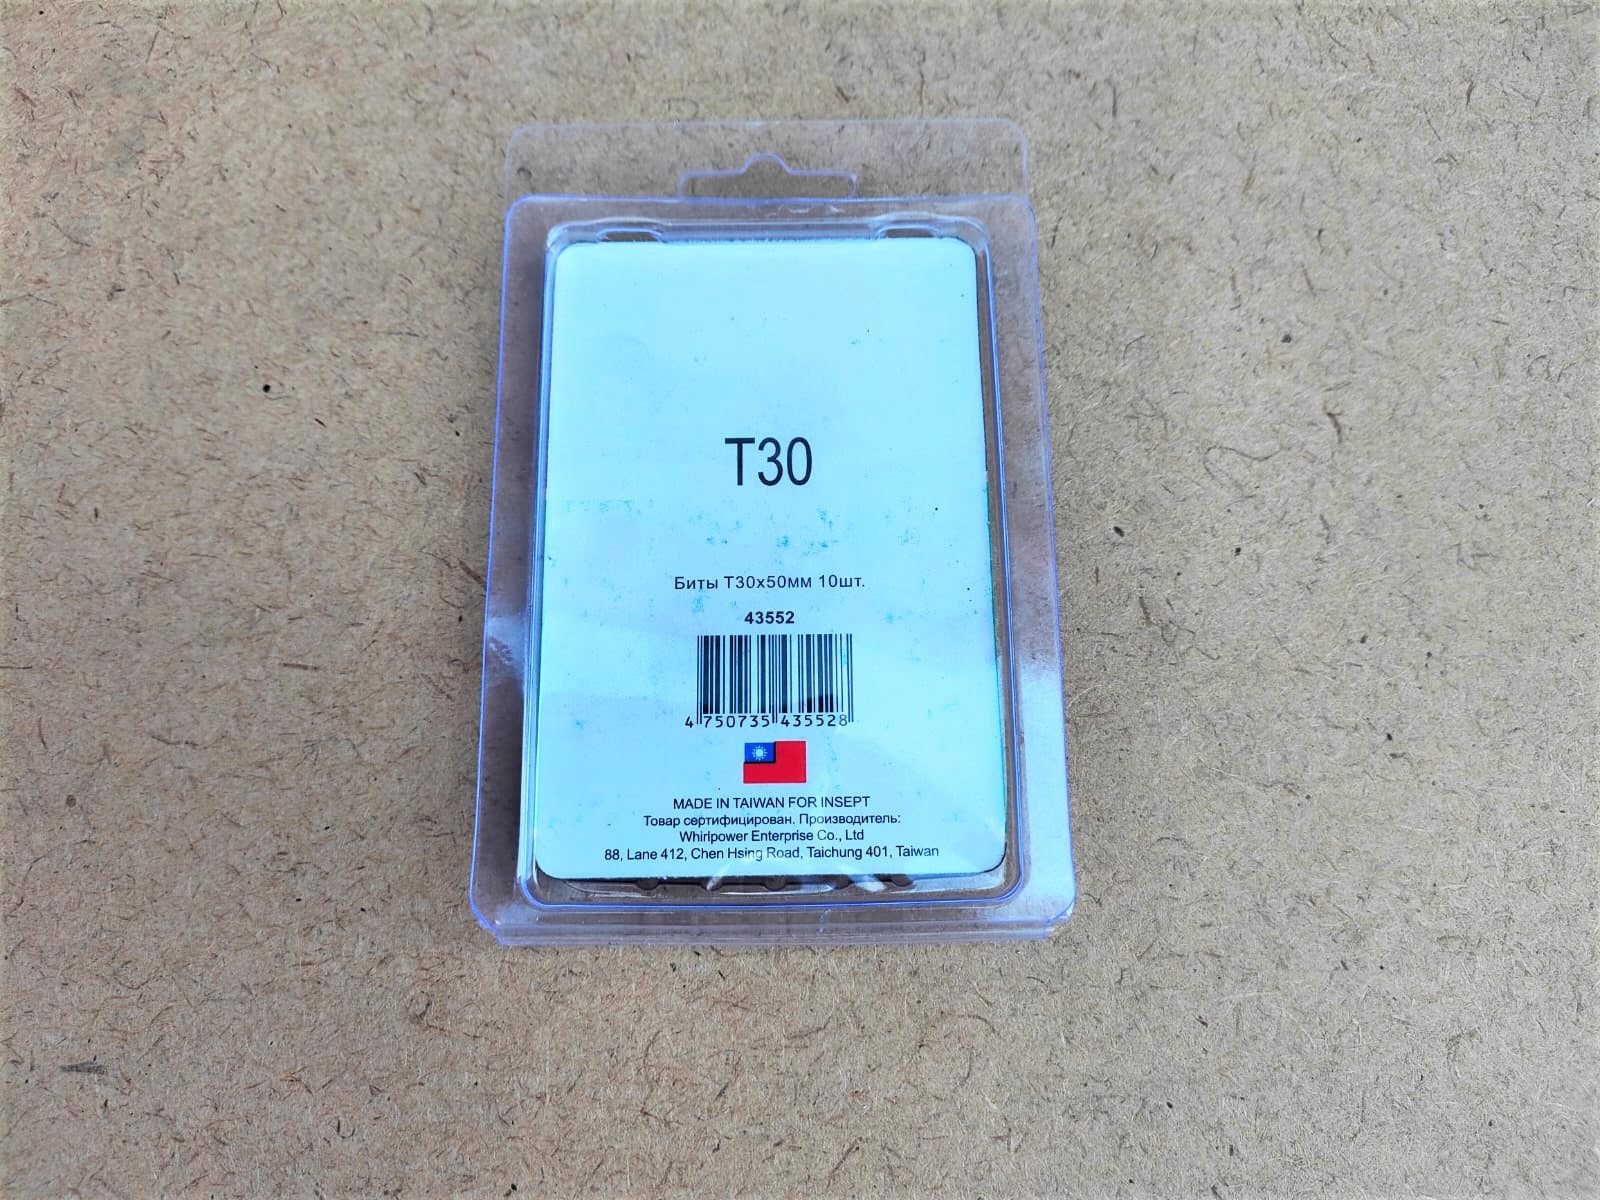 T30
Биты Т30х50мм 10шт.
43552
4 750735 435528
MADE IN TAIWAN FOR INSEPT
Товар сертифицирован. Производитель:
Whirlpower Enterprise Co., Ltd
88, Lane 412, Chen Hsing Road, Taichung 401, Taiwan